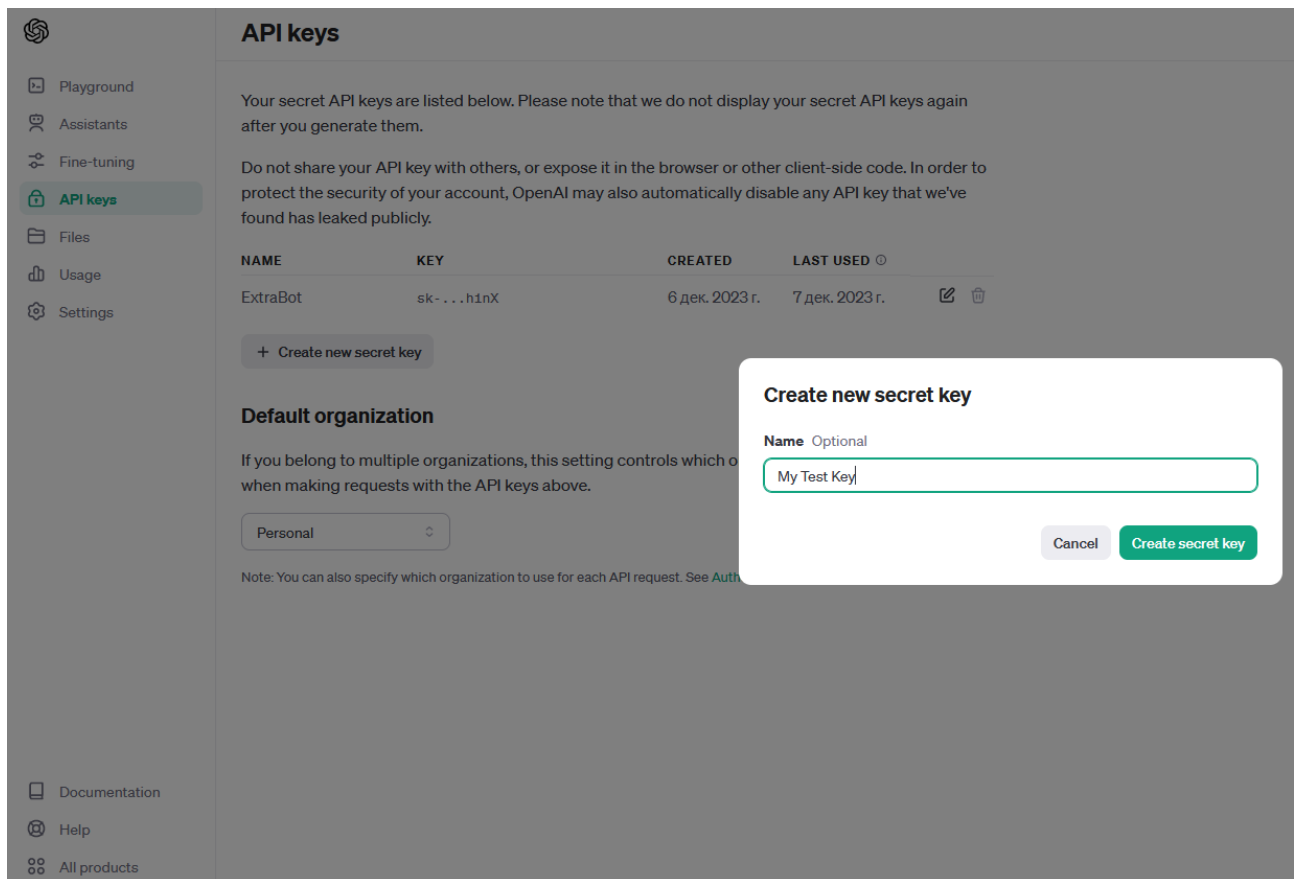 API keys
Playground
Assistants
Fine-tuning
API keys
Files
Usage
Settings
Your secret API keys are listed below. Please note that we do not display your secret API keys again
after you generate them.
Do not share your API key with others, or expose it in the browser or other client-side code. In order to
protect the security of your account, OpenAI may also automatically disable any API key that we've
found has leaked publicly.
NAME KEY CREATED LAST USED
ExtraBot sk-...h1nX 6 дек. 2023 г. 7 дек. 2023 г.
+ Create new secret key
Default organization
If you belong to multiple organizations, this setting controls which o
when making requests with the API keys above.
Personal
Note: You can also specify which organization to use for each API request. See Auth
Create new secret key
Name Optional
My Test Key
Cancel Create secret key
Documentation
Help
All products